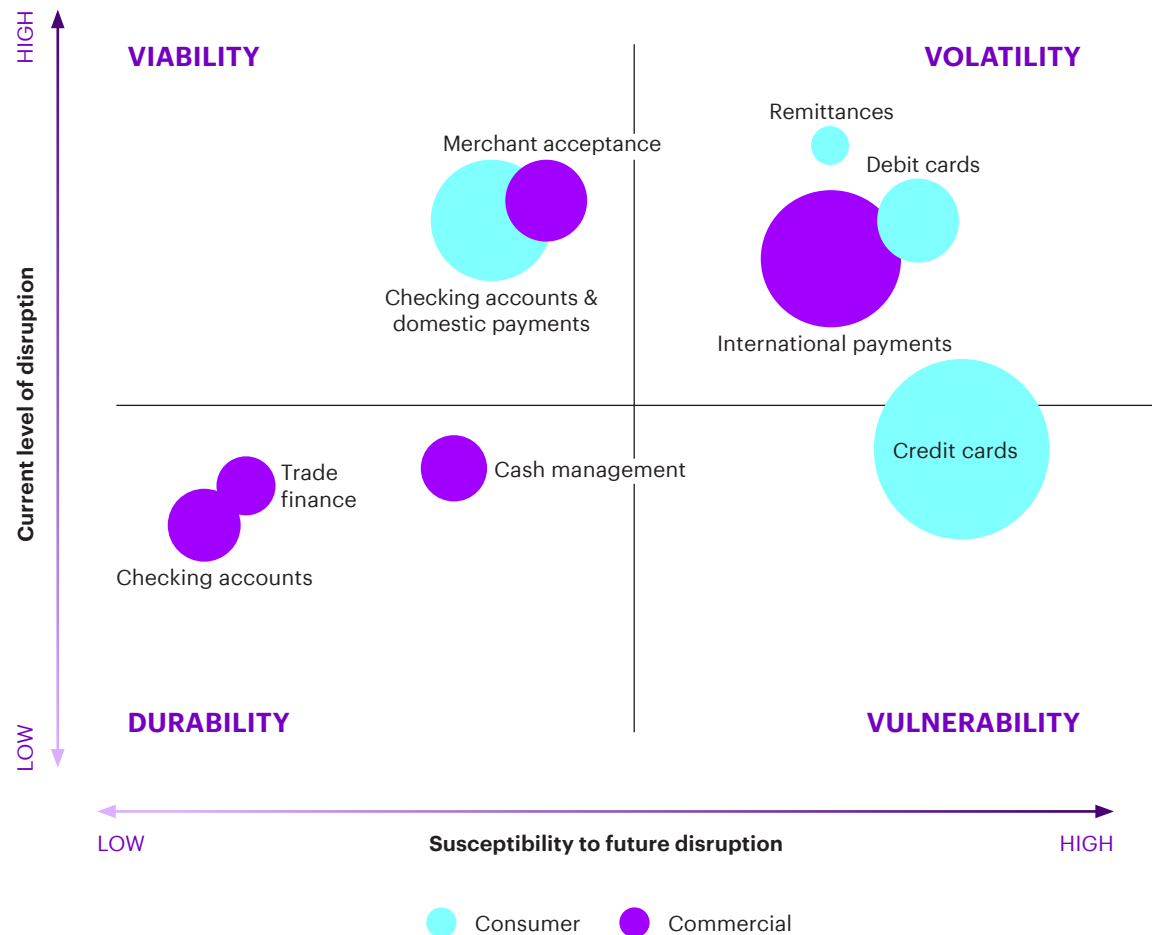 HIGH
VIABILITY
VOLATILITY
Remittances
Merchant acceptance
Debit cards
Checking accounts &
domestic payments
International payments
Current level of disruption
Credit cards
Trade
finance
Cash management
Checking accounts
DURABILITY
VULNERABILITY
LOW
LOW
Susceptibility to future disruption
HIGH
Consumer
Commercial